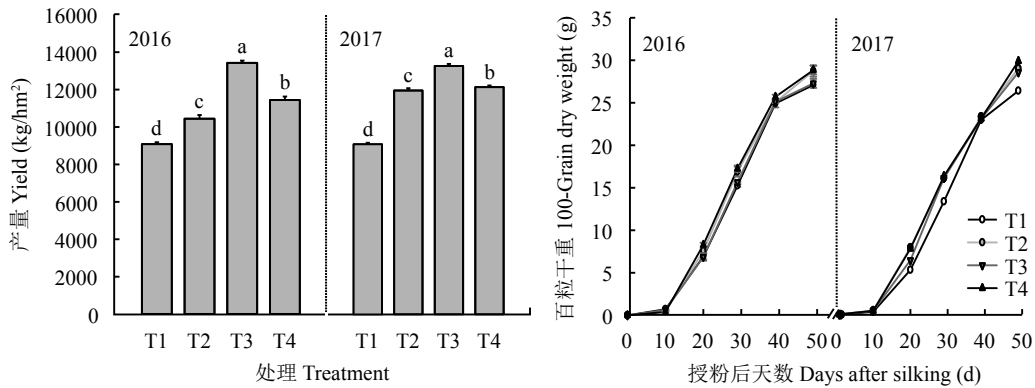 16000
14000
12000
10000
8000
6000
4000
2000
0
产量 Yield (kg/hm²)
2016
2017
d
c
a
b
d
c
a
b
T1 T2 T3 T4 T1 T2 T3 T4
处理 Treatment
35
30
25
20
15
10
5
0
百粒干重 100-Grain dry weight (g)
2016
2017
T1
T2
T3
T4
0 10 20 30 40 50 0 10 20 30 40 50
授粉后天数 Days after silking (d)